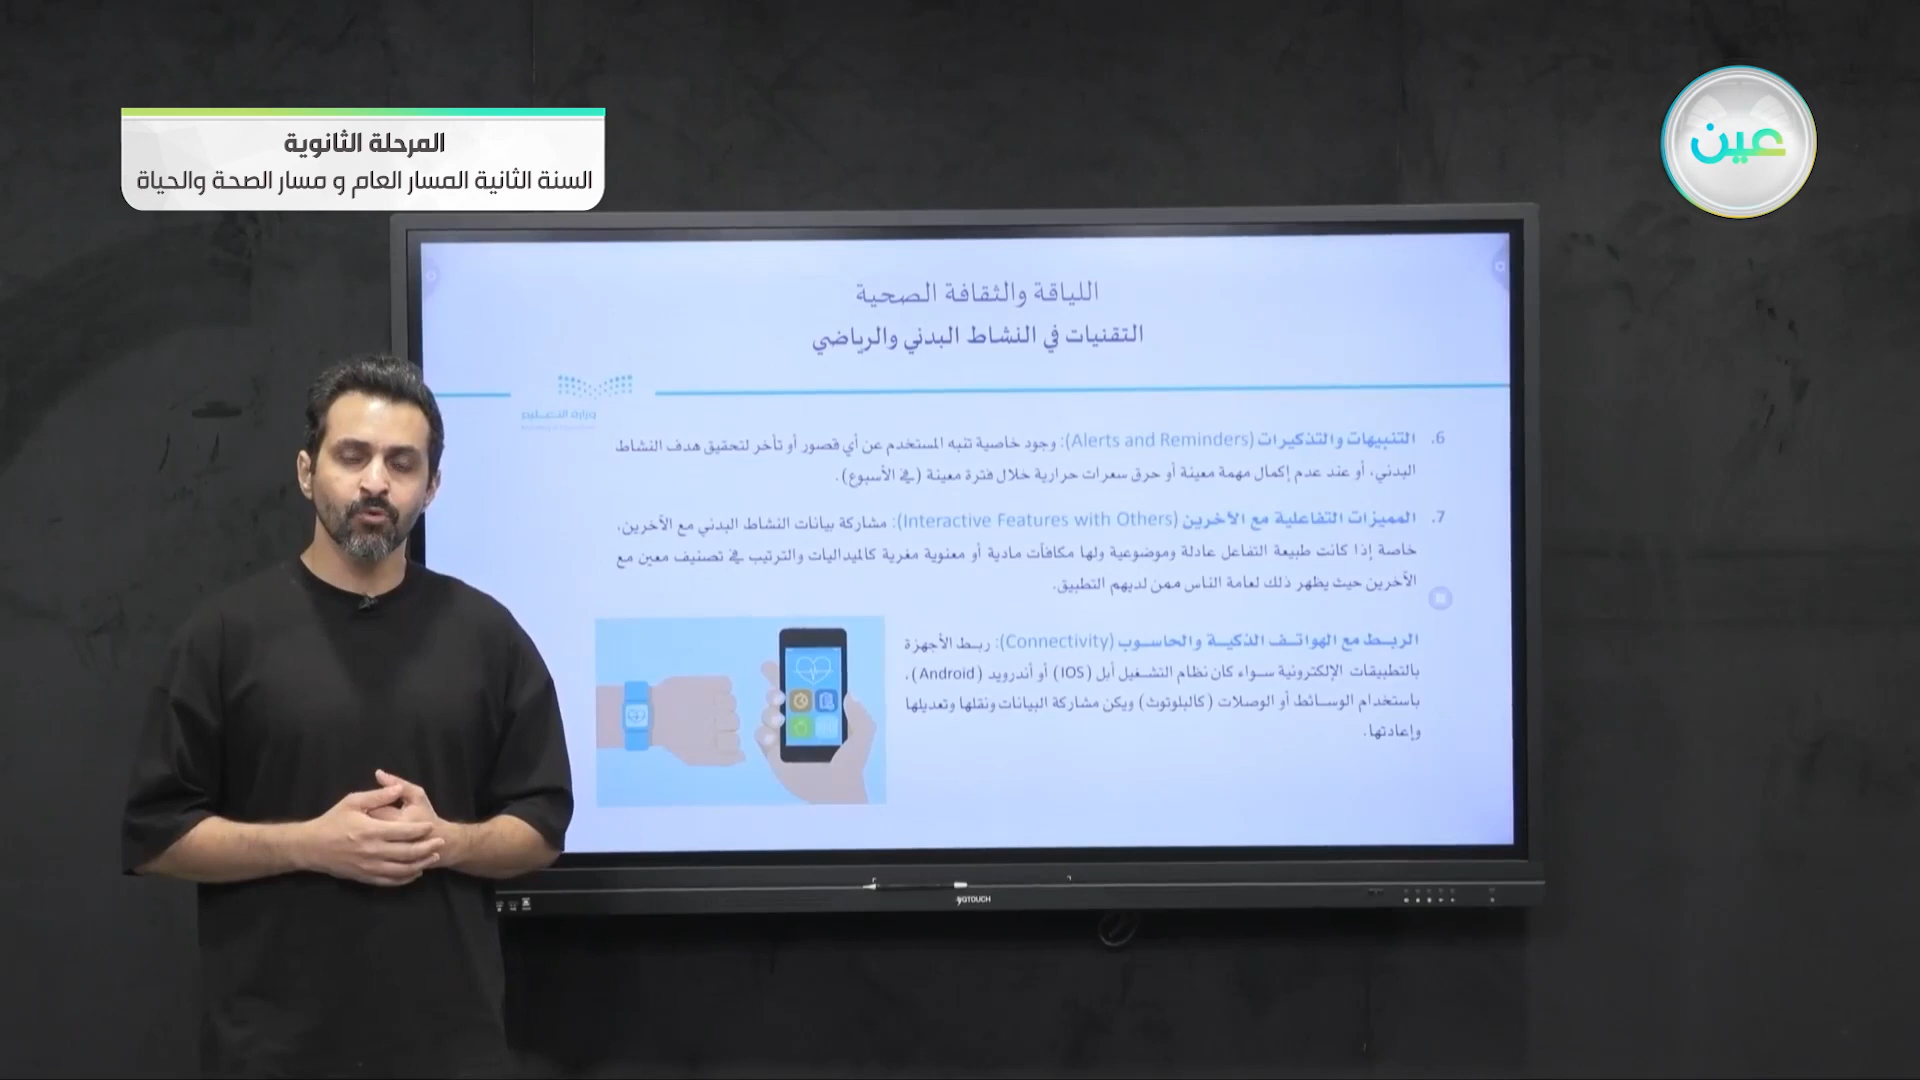 المرحلة الثانوية
السنة الثانية المسار العام و مسار الصحة والحياة
عين
اللياقة والثقافة الصحية
التقنيات في النشاط البدني والرياضي
وزارة التعليم
6. التنبيهات والتذكيرات (Alerts and Reminders): وجود خاصية تنبه المستخدم عن أي قصور أو تأخر لتحقيق هدف النشاط
البدني، أو عند عدم إكمال مهمة معينة أو حرق سعرات حرارية خلال فترة معينة (في الأسبوع).
7. المميزات التفاعلية مع الآخرين (Interactive Features with Others): مشاركة بيانات النشاط البدني مع الآخرين،
خاصة إذا كانت طبيعة التفاعل عادلة وموضوعية ولها مكافآت مادية أو معنوية مغرية كالميداليات والترتيب في تصنيف معين مع
الآخرين حيث يظهر ذلك لعامة الناس ممن لديهم التطبيق.
الربط مع الهواتف الذكية والحاسوب (Connectivity): ربط الأجهزة
بالتطبيقات الإلكترونية سواء كان نظام التشغيل أبل (IOS) أو أندرويد (Android)،
باستخدام الوسائط أو الوصلات (كالبلوتوث) ويكن مشاركة البيانات ونقلها وتعديلها
وإعادتها.